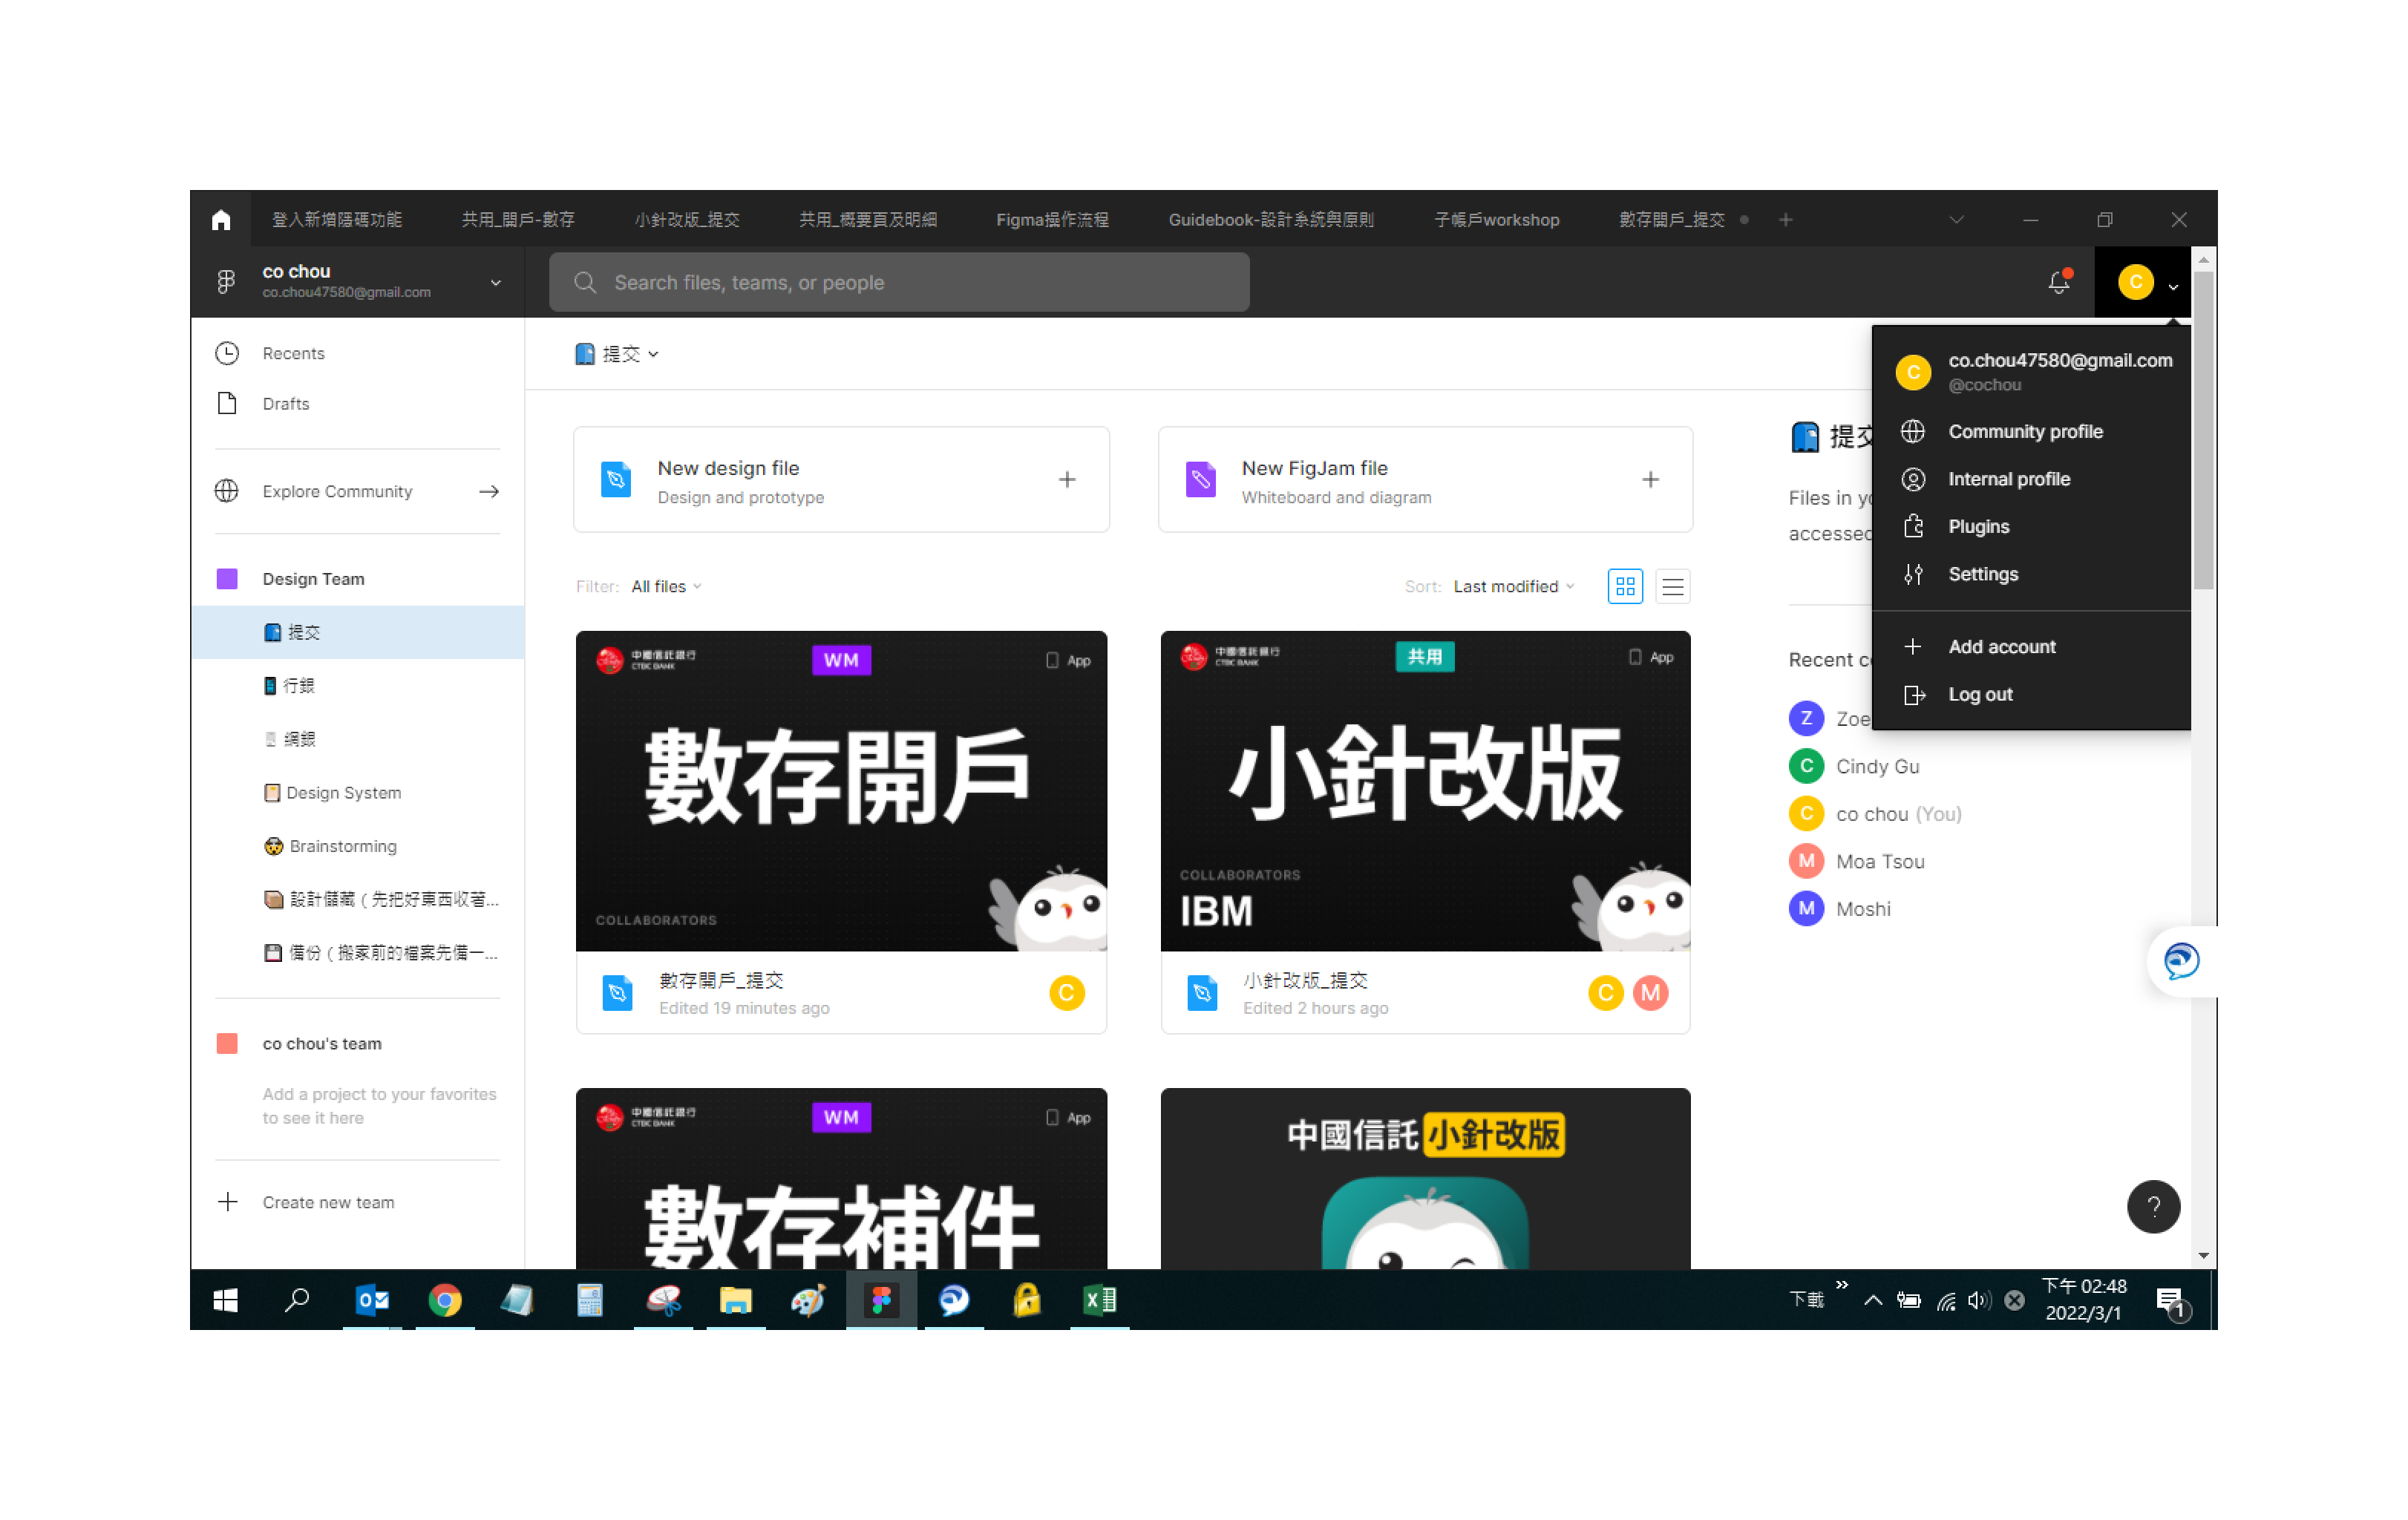 登入新增隱碼功能
共用_開戶-數存
小針改版_提交
共用_概要頁及明細
Figma操作流程
Guidebook-設計系統與原則
子帳戶workshop
數存開戶_提交
co chou
co.chou47580@gmail.com
Search files, teams, or people
C
Recents
Drafts
Explore Community
Design Team
提交
行銀
網銀
Design System
Brainstorming
設計儲藏（先把好東西收著...
備份（搬家前的檔案先備一...
co chou's team
Add a project to your favorites
to see it here
Create new team
提交
New design file
Design and prototype
New FigJam file
Whiteboard and diagram
Filter: All files
Sort: Last modified
中國信託銀行
CTBC BANK
WM
App
數存開戶
COLLABORATORS
數存開戶_提交
Edited 19 minutes ago
C
中國信託銀行
CTBC BANK
共用
App
小針改版
COLLABORATORS
IBM
小針改版_提交
Edited 2 hours ago
C
M
中國信託銀行
CTBC BANK
WM
App
數存補件
中國信託 小針改版
提交
Files in yo
accessed
Recent co
Z Zoe
C Cindy Gu
C co chou (You)
M Moa Tsou
M Moshi
C
co.chou47580@gmail.com
@cochou
Community profile
Internal profile
Plugins
Settings
Add account
Log out
?
下載
下午 02:48
2022/3/1
1